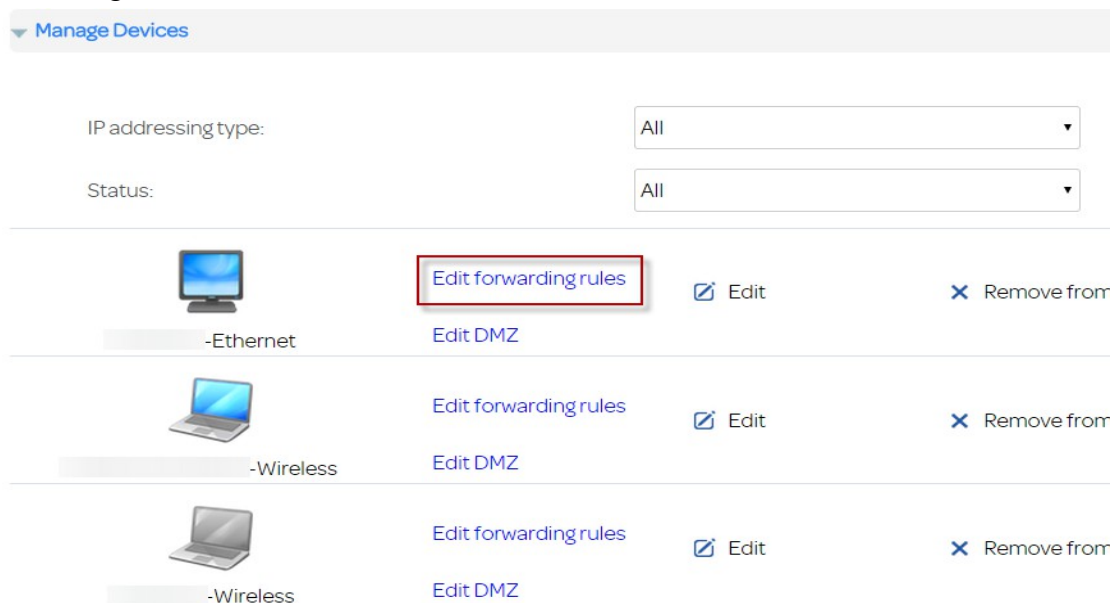 Manage Devices
IP addressing type:
All
Status:
All
Edit forwarding rules
Edit
Remove from
-Ethernet
Edit DMZ
Edit forwarding rules
Edit
Remove from
-Wireless
Edit DMZ
Edit forwarding rules
Edit
Remove from
-Wireless
Edit DMZ